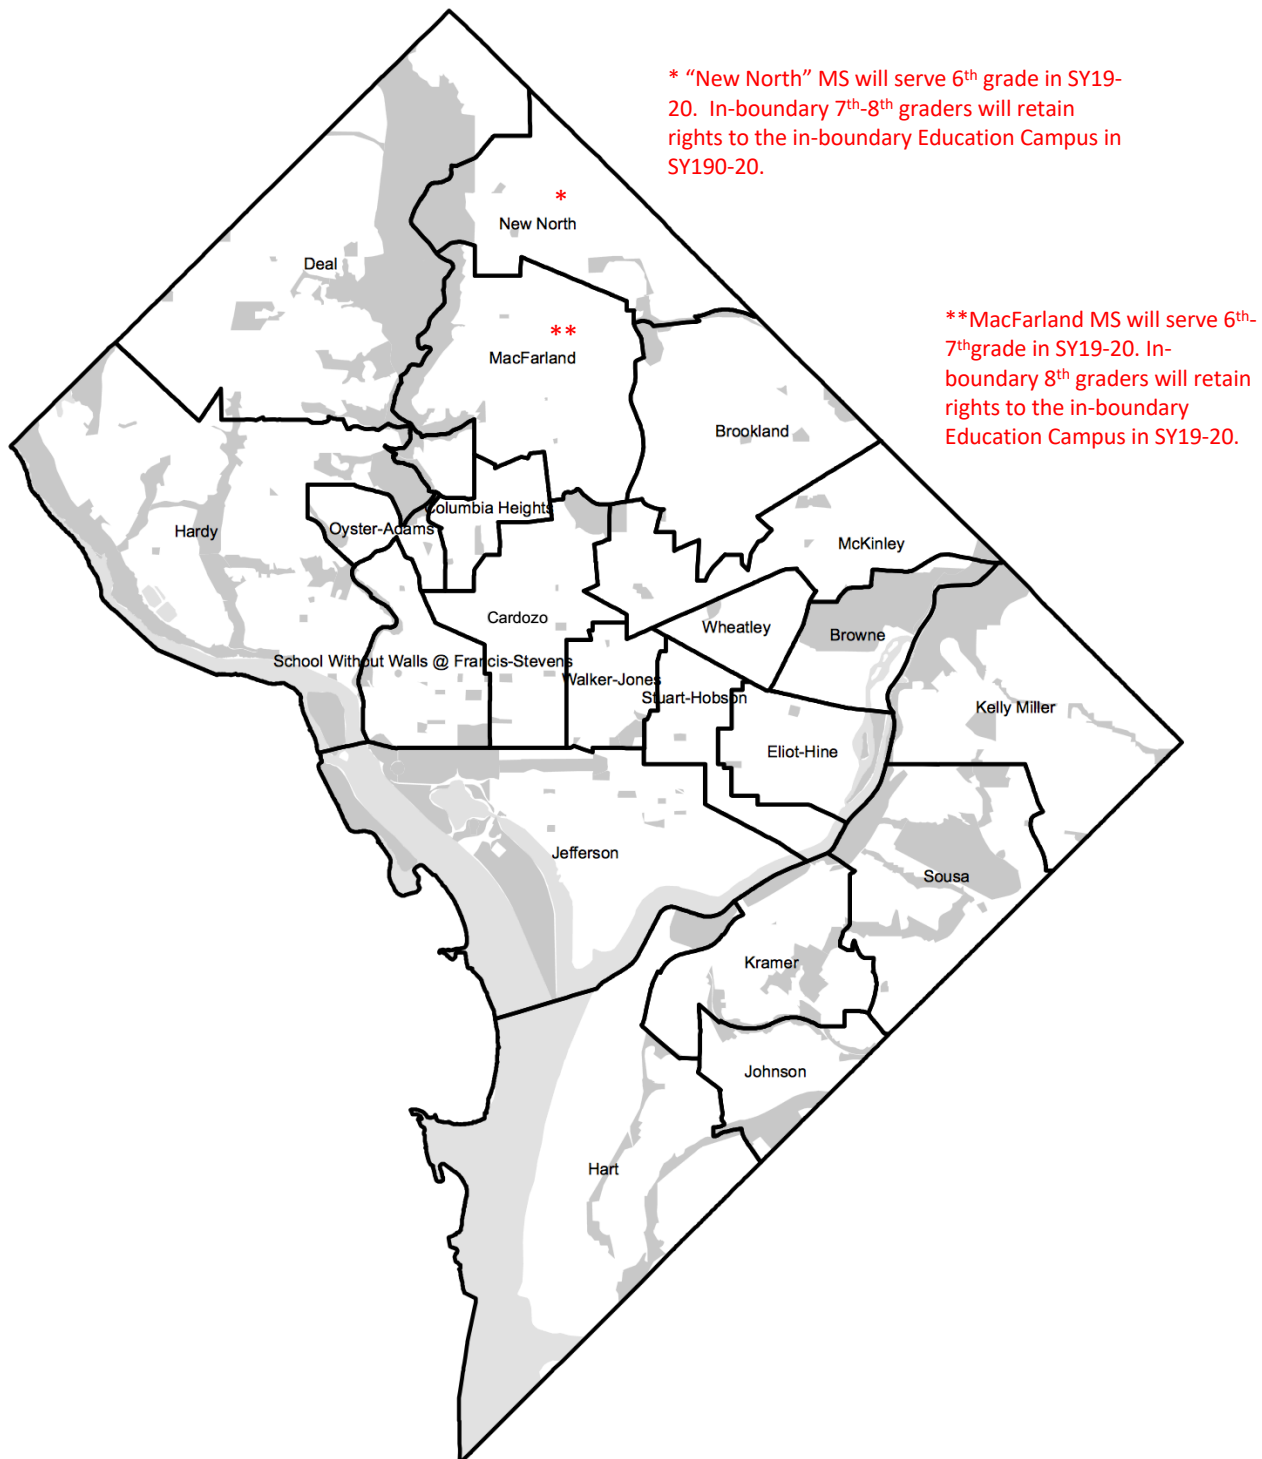 * “New North” MS will serve 6th grade in SY19-
20. In-boundary 7th-8th graders will retain
rights to the in-boundary Education Campus in
SY190-20.
*
New North
Deal
**MacFarland MS will serve 6th-
7thgrade in SY19-20. In-
boundary 8th graders will retain
rights to the in-boundary
Education Campus in SY19-20.
**
MacFarland
Brookland
Columbia Heights
Oyster-Adams
Hardy
McKinley
Cardozo
Wheatley
Browne
School Without Walls @ Francis-Stevens
Walker-Jones
Stuart-Hobson
Kelly Miller
Eliot-Hine
Jefferson
Sousa
Kramer
Johnson
Hart